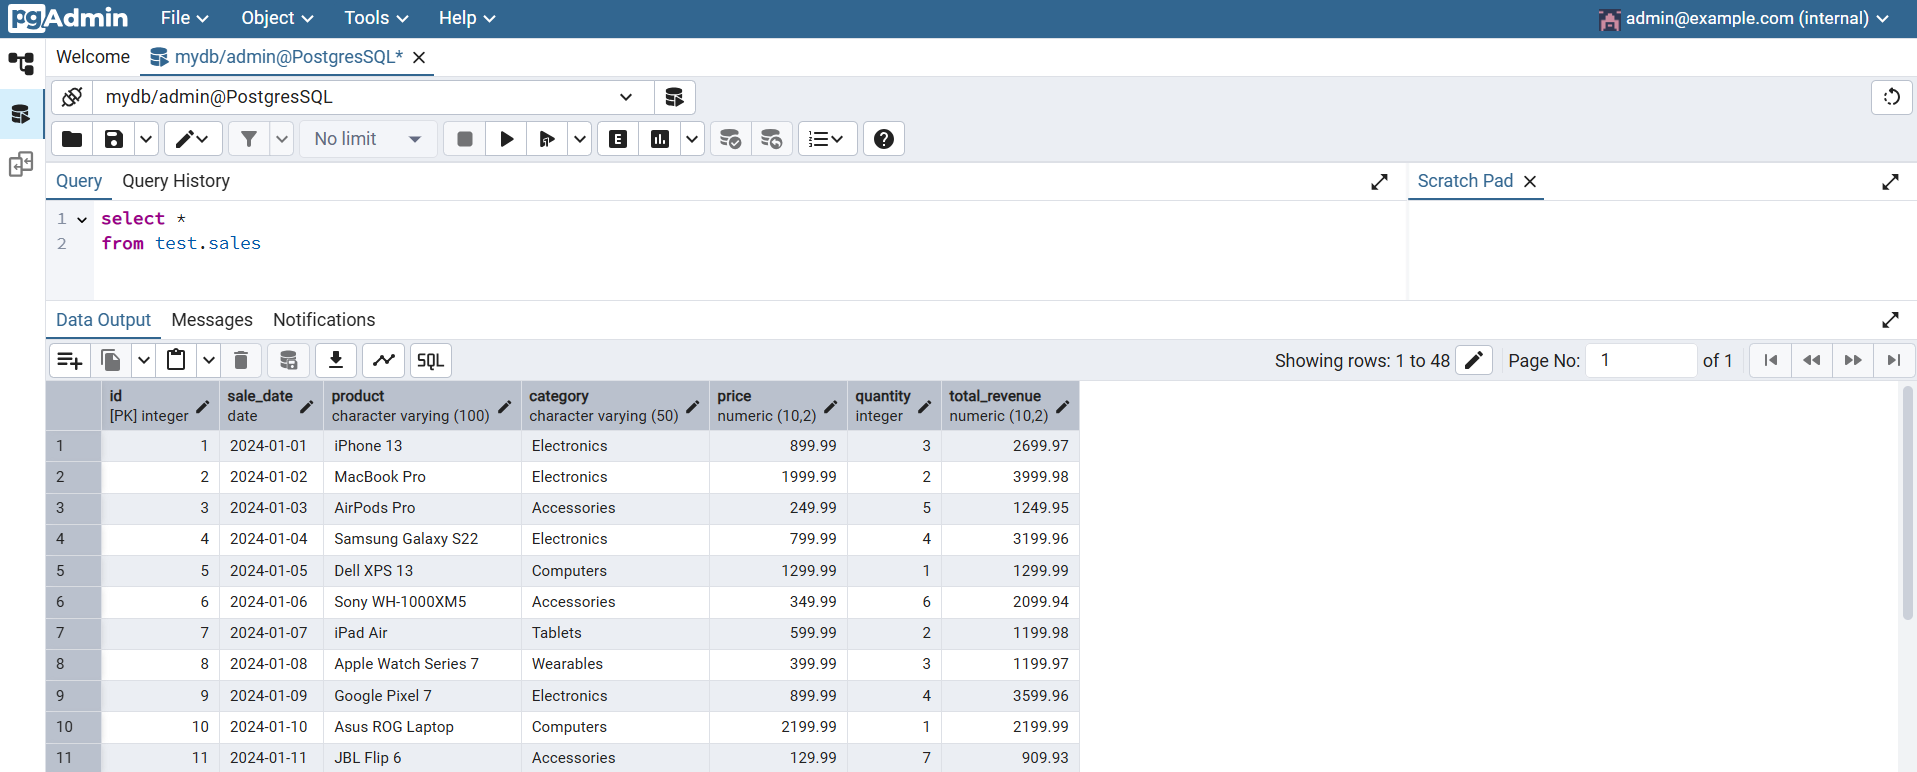 pgAdmin File Object Tools Help admin@example.com (internal)
Welcome mydb/admin@PostgresSQL*
mydb/admin@PostgresSQL
No limit E
Query Query History Scratch Pad
1 select *
2 from test.sales
Data Output Messages Notifications
SQL Showing rows: 1 to 48 Page No: 1 of 1
id sale_date product category price quantity total_revenue
[PK] integer date character varying (100) character varying (50) numeric (10,2) integer numeric (10,2)
1 1 2024-01-01 iPhone 13 Electronics 899.99 3 2699.97
2 2 2024-01-02 MacBook Pro Electronics 1999.99 2 3999.98
3 3 2024-01-03 AirPods Pro Accessories 249.99 5 1249.95
4 4 2024-01-04 Samsung Galaxy S22 Electronics 799.99 4 3199.96
5 5 2024-01-05 Dell XPS 13 Computers 1299.99 1 1299.99
6 6 2024-01-06 Sony WH-1000XM5 Accessories 349.99 6 2099.94
7 7 2024-01-07 iPad Air Tablets 599.99 2 1199.98
8 8 2024-01-08 Apple Watch Series 7 Wearables 399.99 3 1199.97
9 9 2024-01-09 Google Pixel 7 Electronics 899.99 4 3599.96
10 10 2024-01-10 Asus ROG Laptop Computers 2199.99 1 2199.99
11 11 2024-01-11 JBL Flip 6 Accessories 129.99 7 909.93